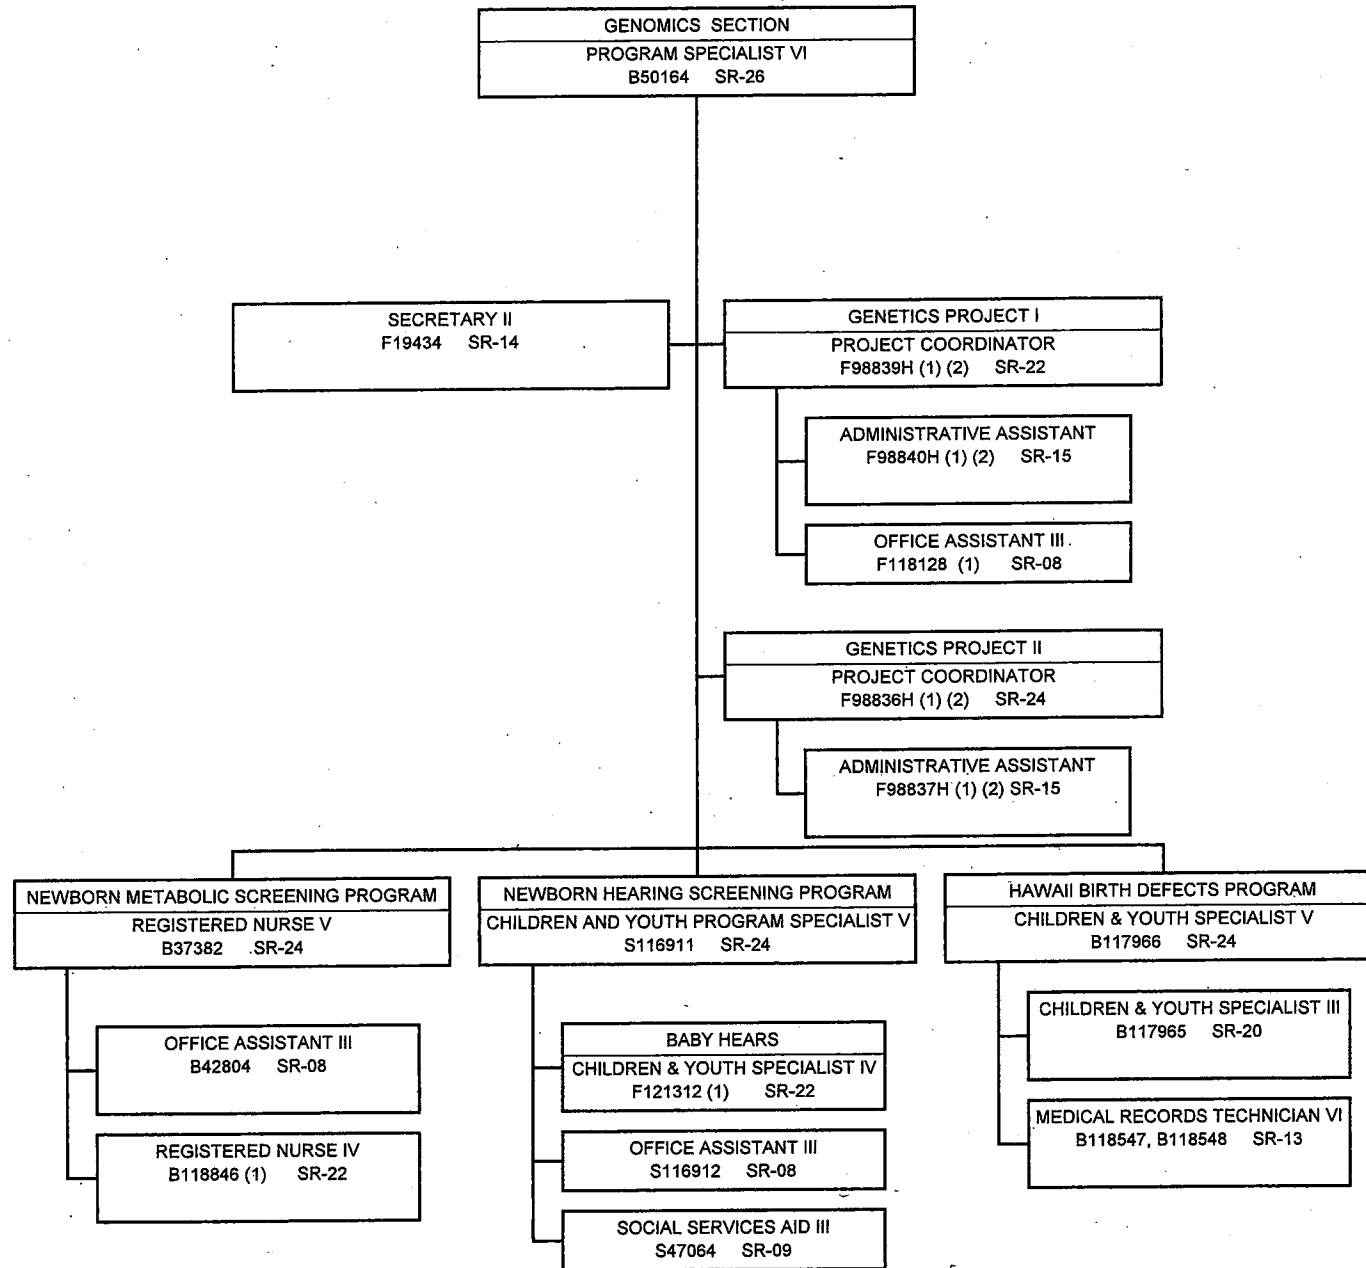 GENOMICS SECTION
PROGRAM SPECIALIST VI
B50164 SR-26
SECRETARY II
F19434 SR-14
GENETICS PROJECT I
PROJECT COORDINATOR
F98839H (1) (2) SR-22
ADMINISTRATIVE ASSISTANT
F98840H (1) (2) SR-15
OFFICE ASSISTANT III
F118128 (1) SR-08
GENETICS PROJECT II
PROJECT COORDINATOR
F98836H (1) (2) SR-24
ADMINISTRATIVE ASSISTANT
F98837H (1) (2) SR-15
NEWBORN METABOLIC SCREENING PROGRAM
REGISTERED NURSE V
B37382 SR-24
OFFICE ASSISTANT III
B42804 SR-08
REGISTERED NURSE IV
B118846 (1) SR-22
NEWBORN HEARING SCREENING PROGRAM
CHILDREN AND YOUTH PROGRAM SPECIALIST V
S116911 SR-24
BABY HEARS
CHILDREN & YOUTH SPECIALIST IV
F121312 (1) SR-22
OFFICE ASSISTANT III
S116912 SR-08
SOCIAL SERVICES AID III
S47064 SR-09
HAWAII BIRTH DEFECTS PROGRAM
CHILDREN & YOUTH SPECIALIST V
B117966 SR-24
CHILDREN & YOUTH SPECIALIST III
B117965 SR-20
MEDICAL RECORDS TECHNICIAN VI
B118547, B118548 SR-13